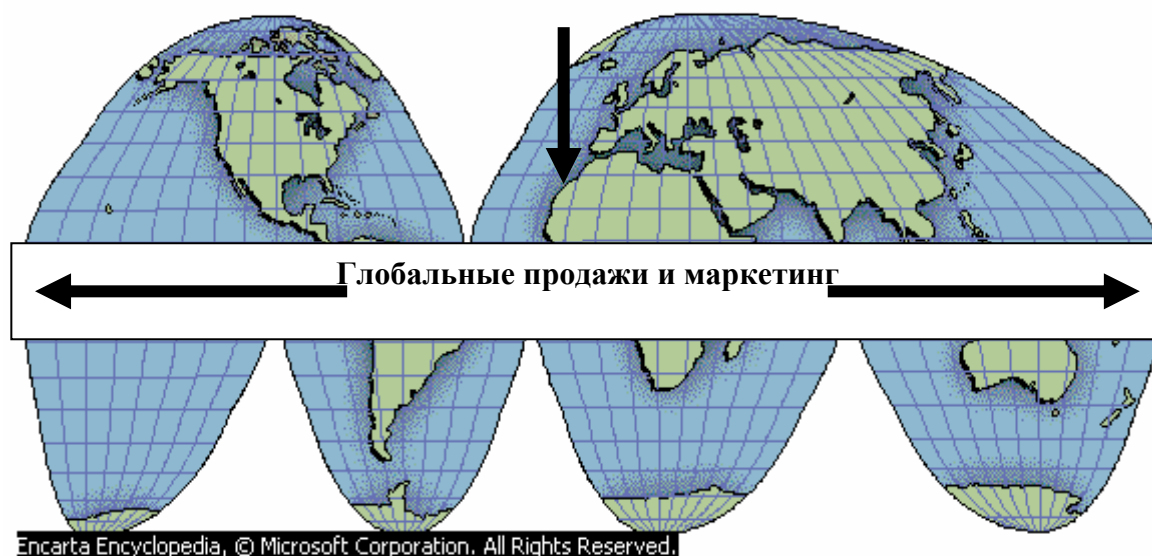 Глобальные продажи и маркетинг
Encarta Encyclopedia, © Microsoft Corporation. All Rights Reserved.